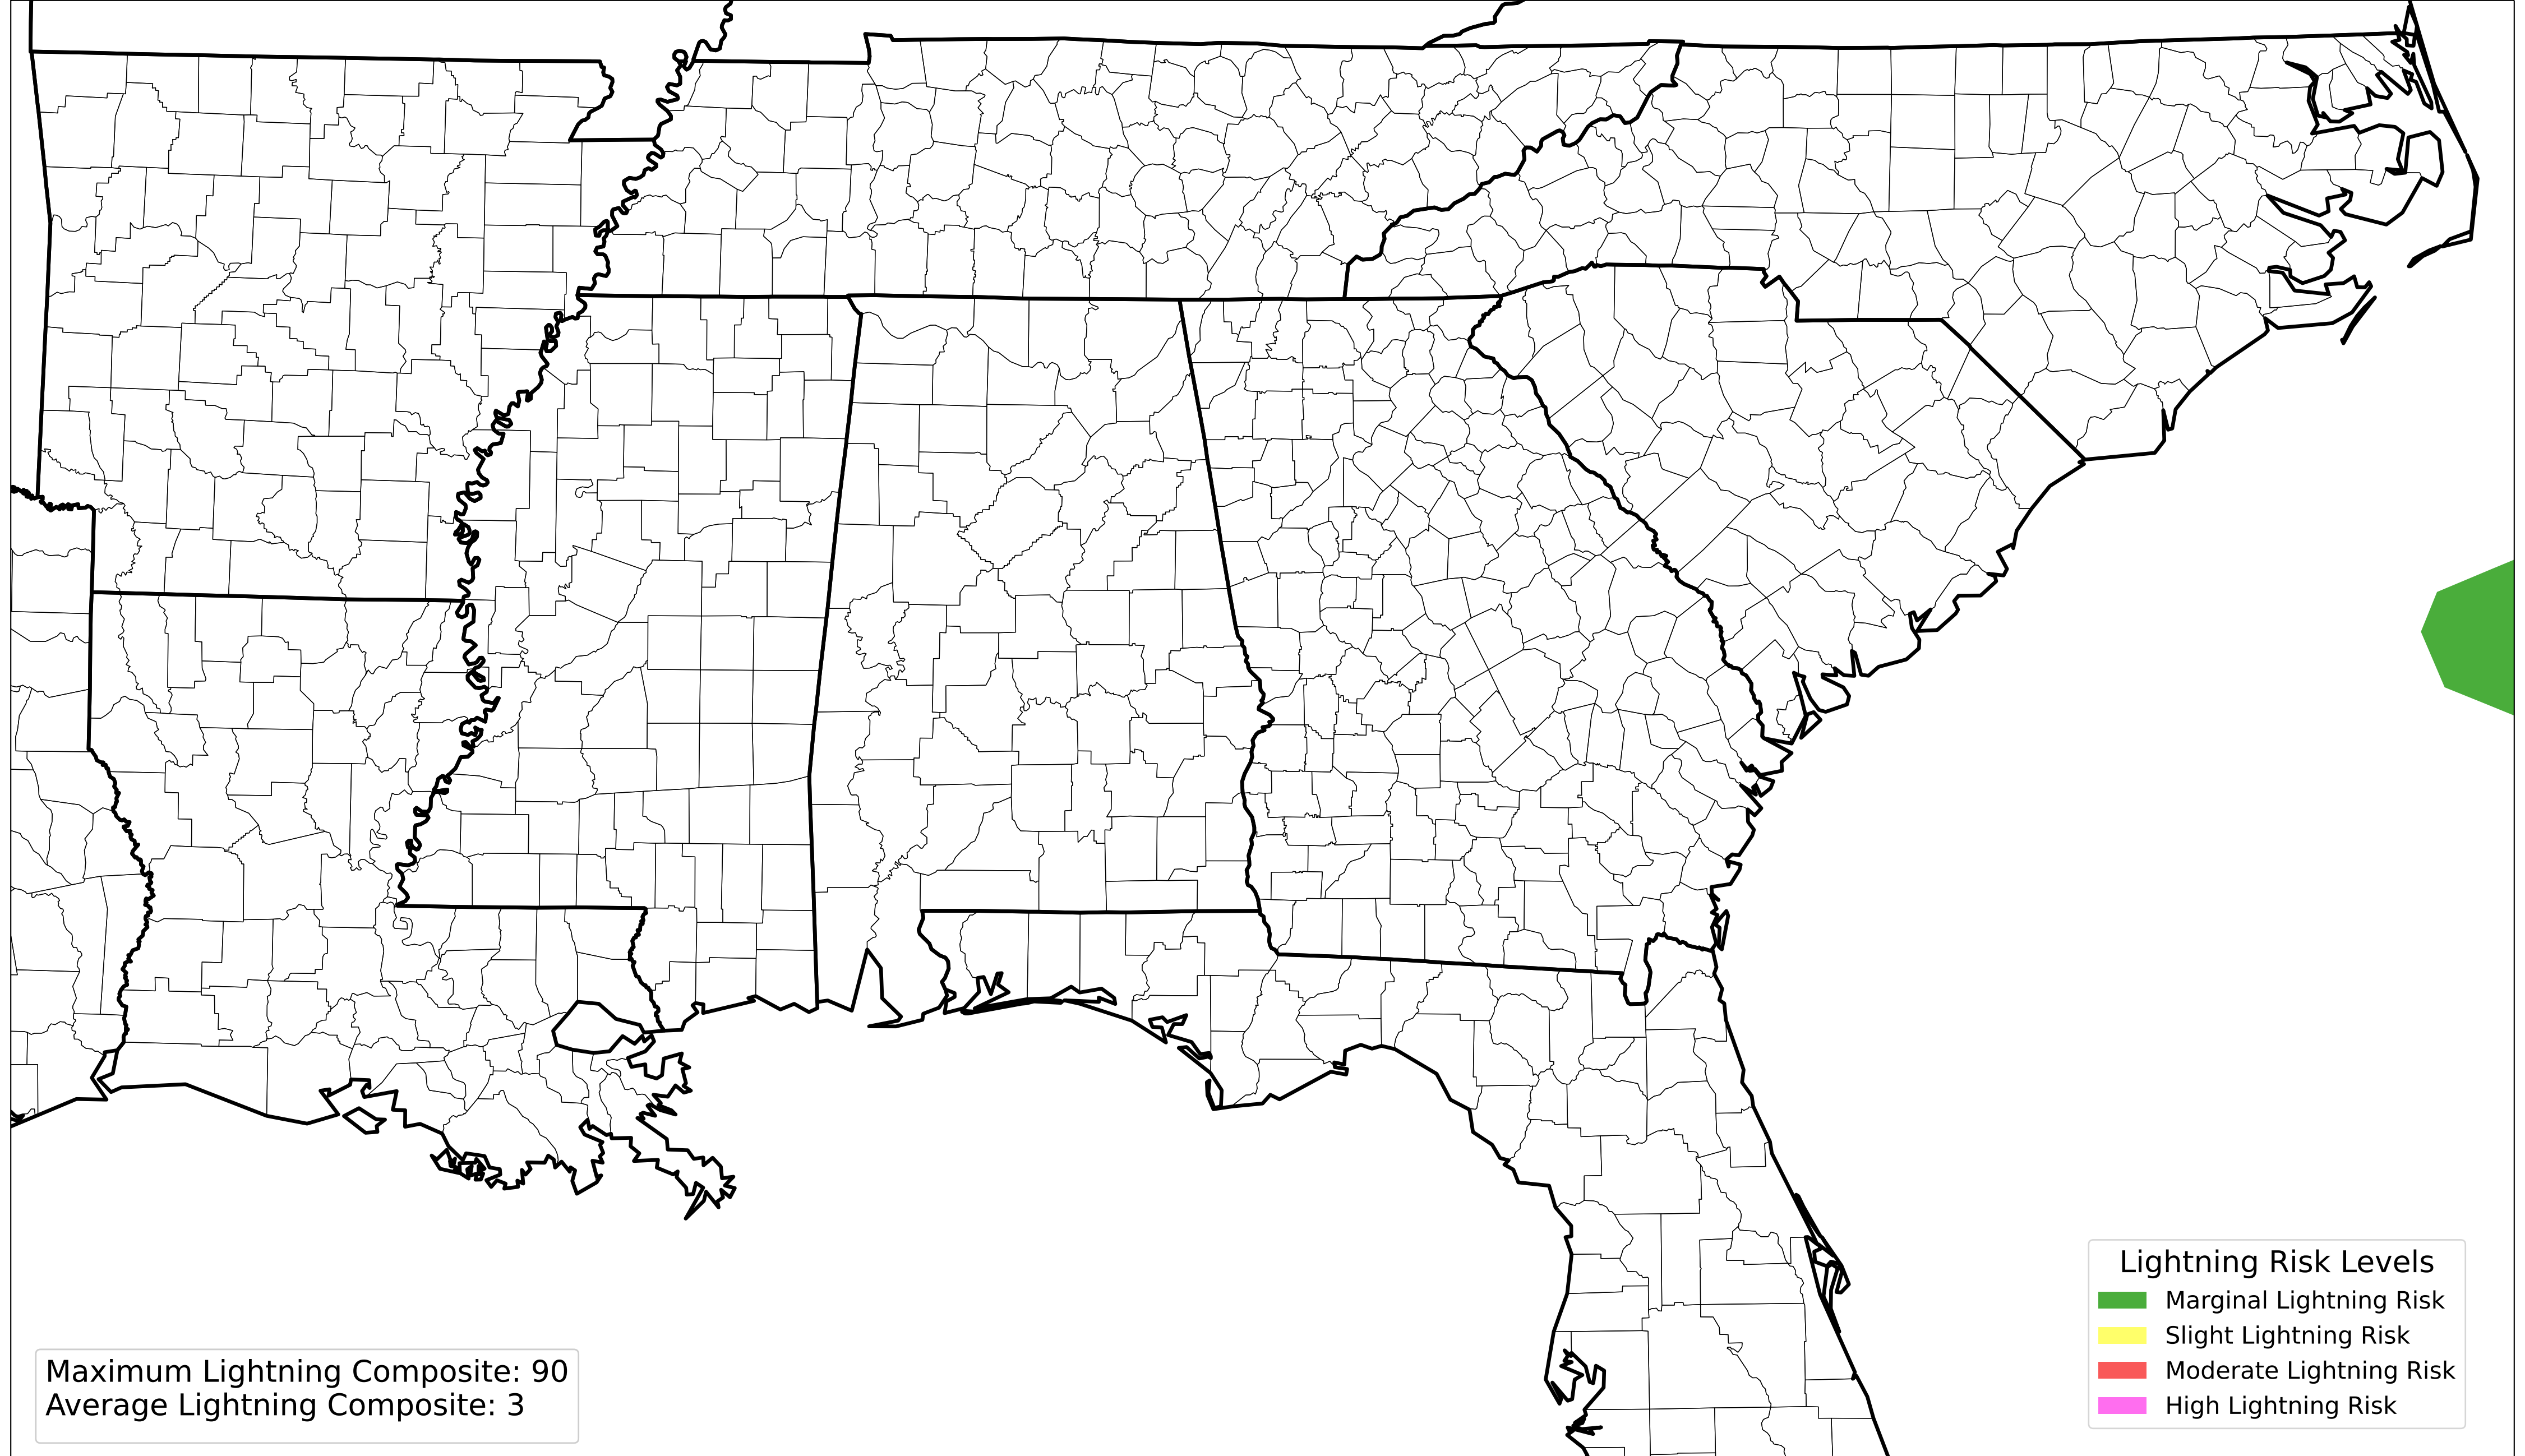 Maximum Lightning Composite: 90
Average Lightning Composite: 3
Lightning Risk Levels
Marginal Lightning Risk
Slight Lightning Risk
Moderate Lightning Risk
High Lightning Risk